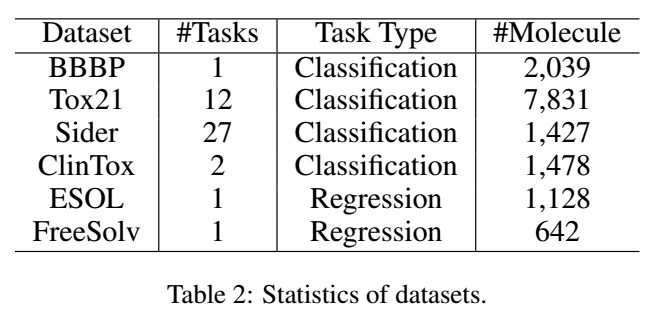 Dataset #Tasks Task Type #Molecule
BBBP 1 Classification 2,039
Tox21 12 Classification 7,831
Sider 27 Classification 1,427
ClinTox 2 Classification 1,478
ESOL 1 Regression 1,128
FreeSolv 1 Regression 642
Table 2: Statistics of datasets.